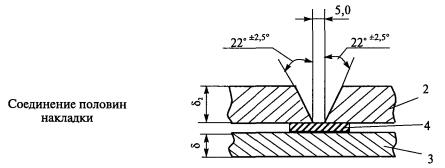 5,0
22° ±2,5°
22° ±2,5°
Соединение половин
накладки
δ₁
δ
2
4
3